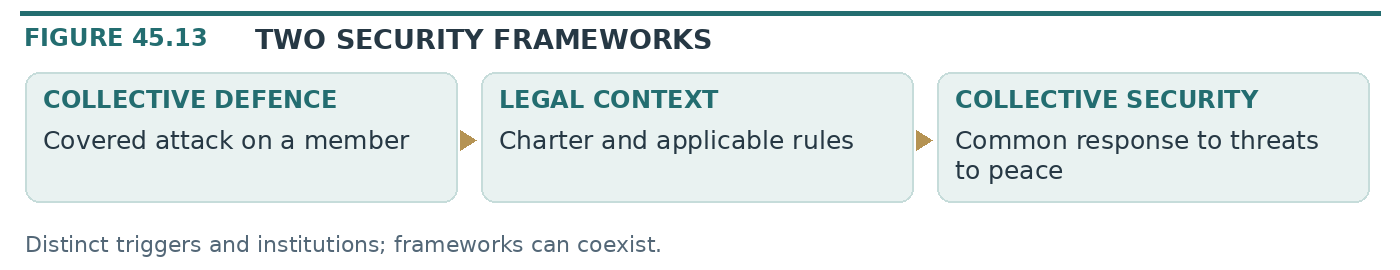 FIGURE 45.13 TWO SECURITY FRAMEWORKS
COLLECTIVE DEFENCE
Covered attack on a member
LEGAL CONTEXT
Charter and applicable rules
COLLECTIVE SECURITY
Common response to threats
to peace
Distinct triggers and institutions; frameworks can coexist.